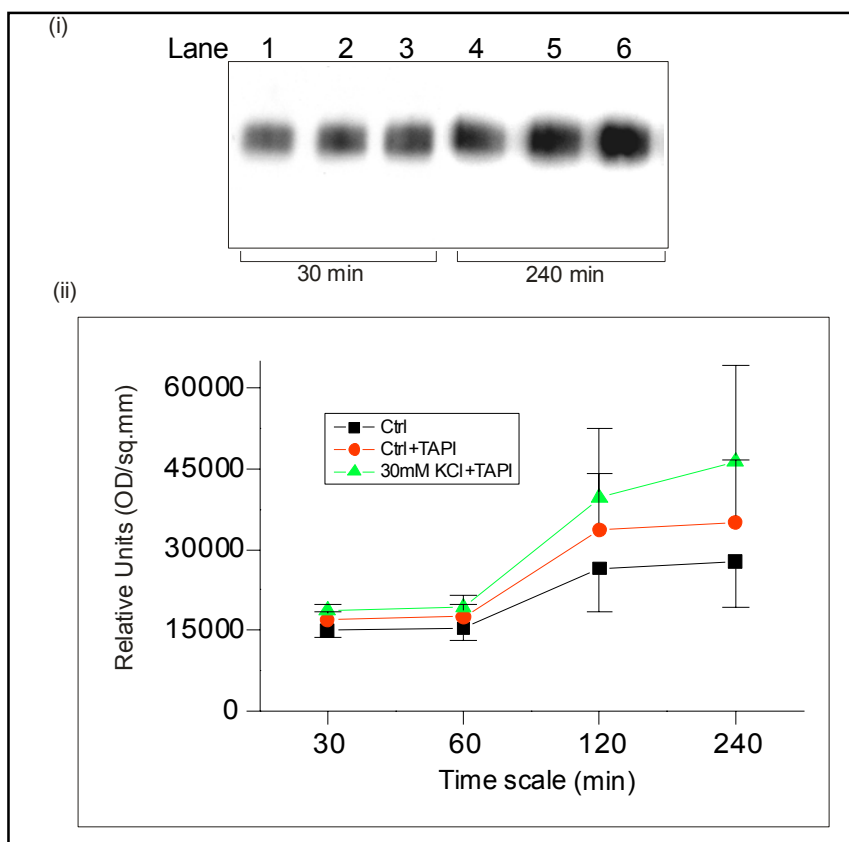 (i)
Lane 1 2 3 4 5 6
30 min 240 min
(ii)
Relative Units (OD/sq.mm)
60000
45000
30000
15000
0
Ctrl
Ctrl+TAPI
30mM KCl+TAPI
30 60 120 240
Time scale (min)